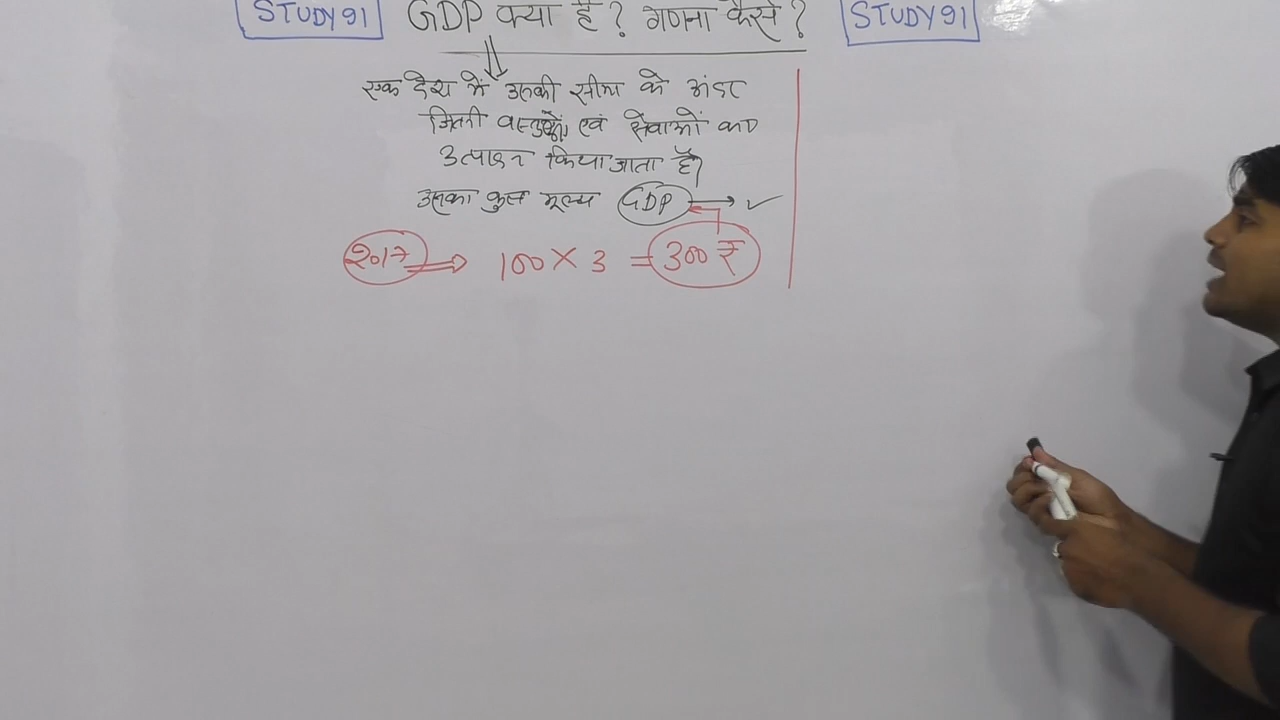 STUDY91 GDP क्या है? गणना कैसे? STUDY91
एक देश में उसकी सीमा के अंदर
जितनी वस्तुओं एवं सेवाओं का
उत्पादन किया जाता है।
उसका कुल मूल्य GDP → ✓
2017 ⇒ 100 × 3 = 300 ₹